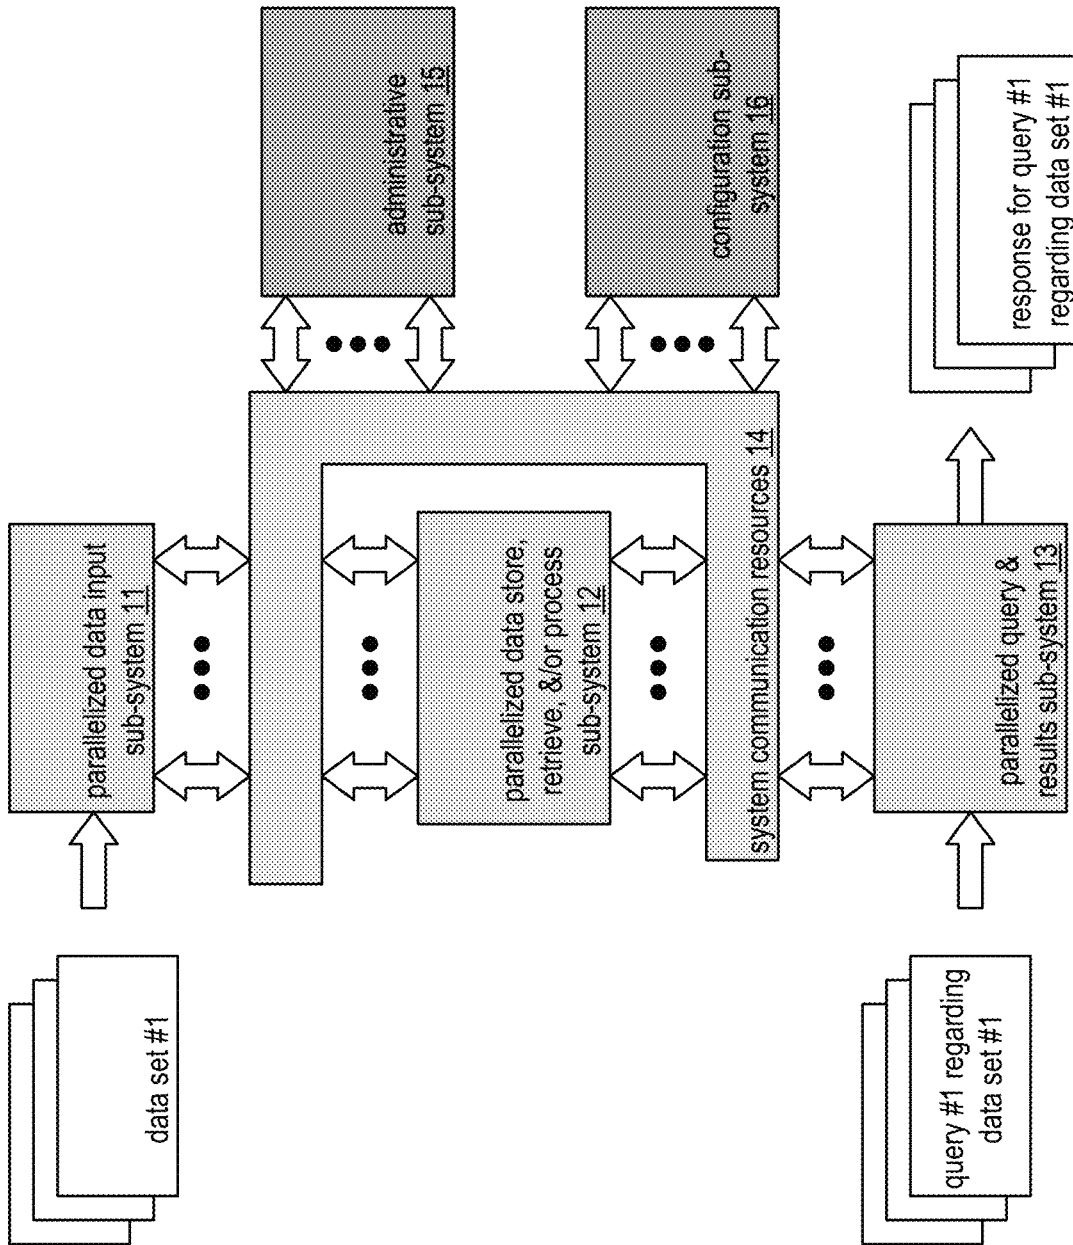 data set #1
parallelized data input
sub-system 11
administrative
sub-system 15
parallelized data store,
retrieve, &/or process
sub-system 12
system communication resources 14
configuration sub-
system 16
query #1 regarding
data set #1
parallelized query &
results sub-system 13
response for query #1
regarding data set #1